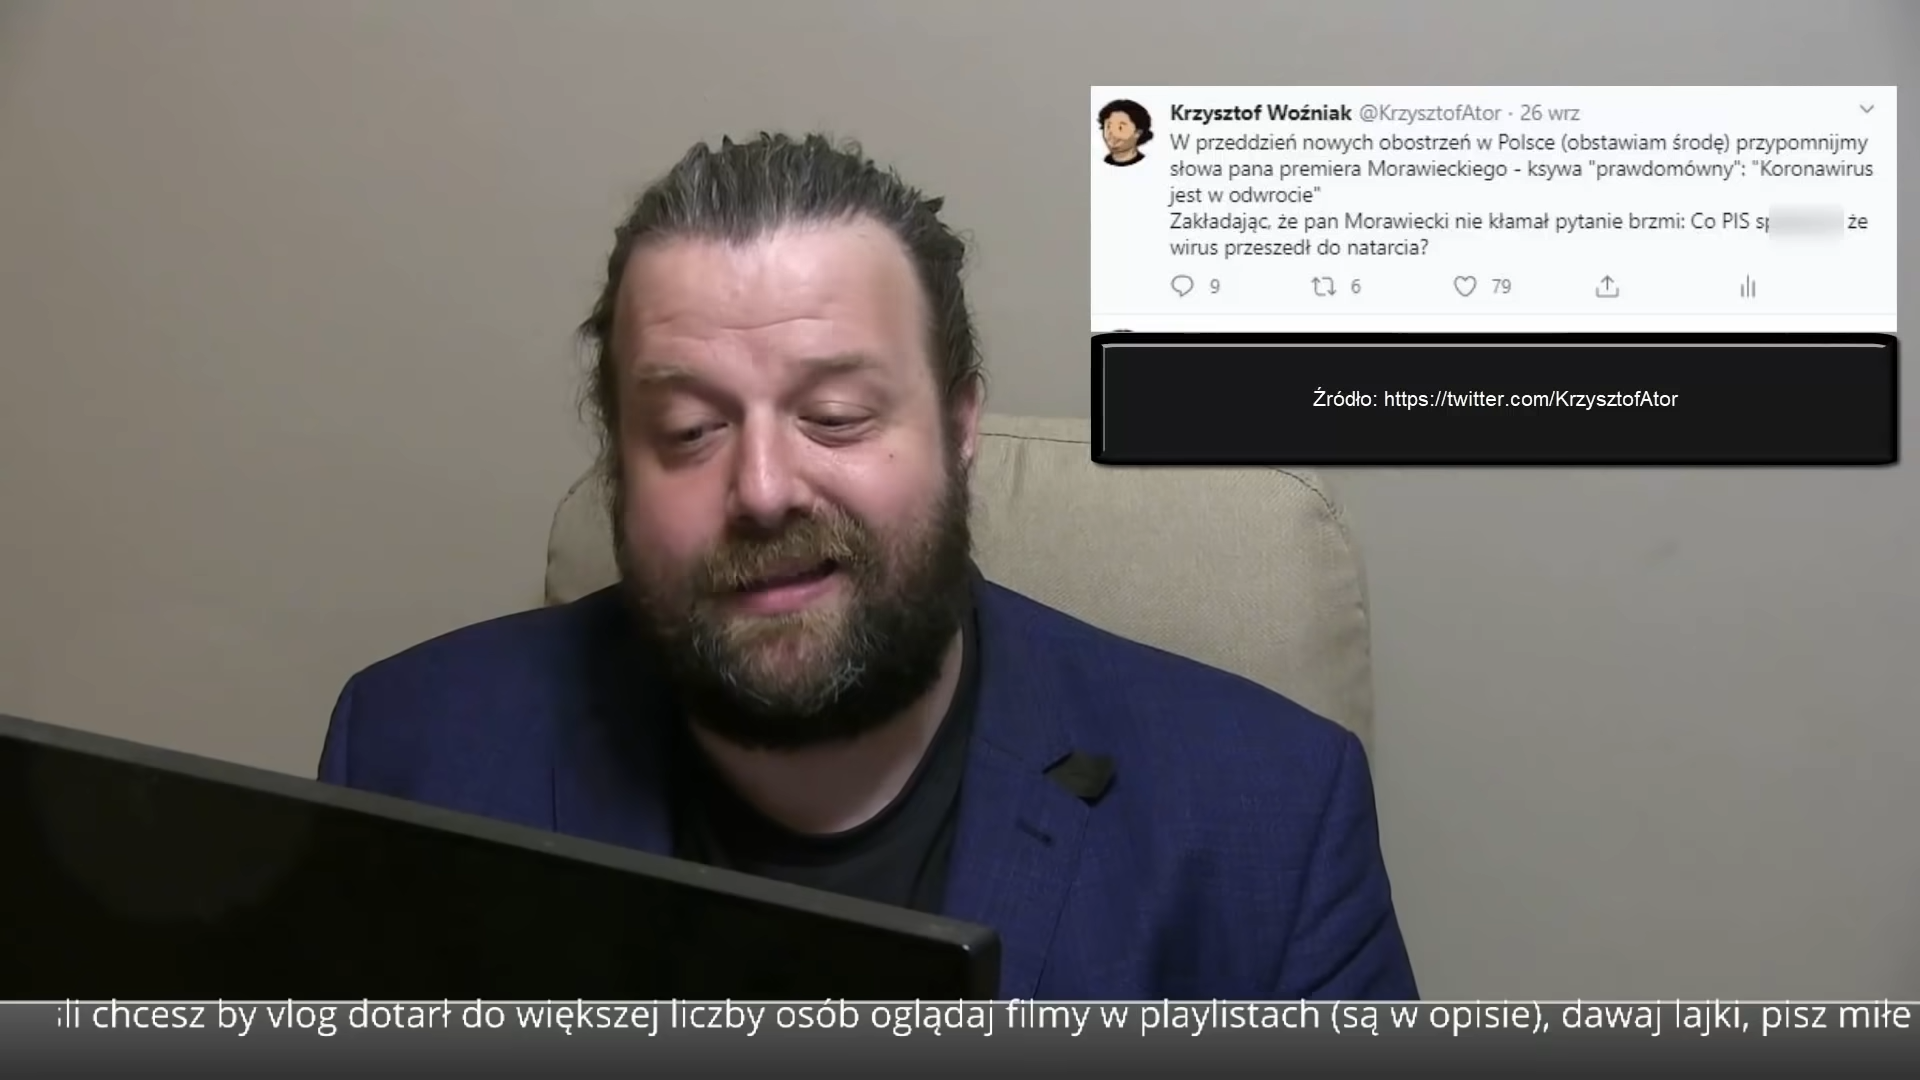 Krzysztof Woźniak @KrzysztofAtor · 26 wrz
W przeddzień nowych obostrzeń w Polsce (obstawiam środę) przypomnijmy
słowa pana premiera Morawieckiego - ksywa "prawdomówny": "Koronawirus
jest w odwrocie"
Zakładając, że pan Morawiecki nie kłamał pytanie brzmi: Co PIS że
wirus przeszedł do natarcia?
9 6 79
Źródło: https://twitter.com/KrzysztofAtor
chcesz by vlog dotarł do większej liczby osób oglądaj filmy w playlistach (są w opisie), dawaj lajki, pisz miłe